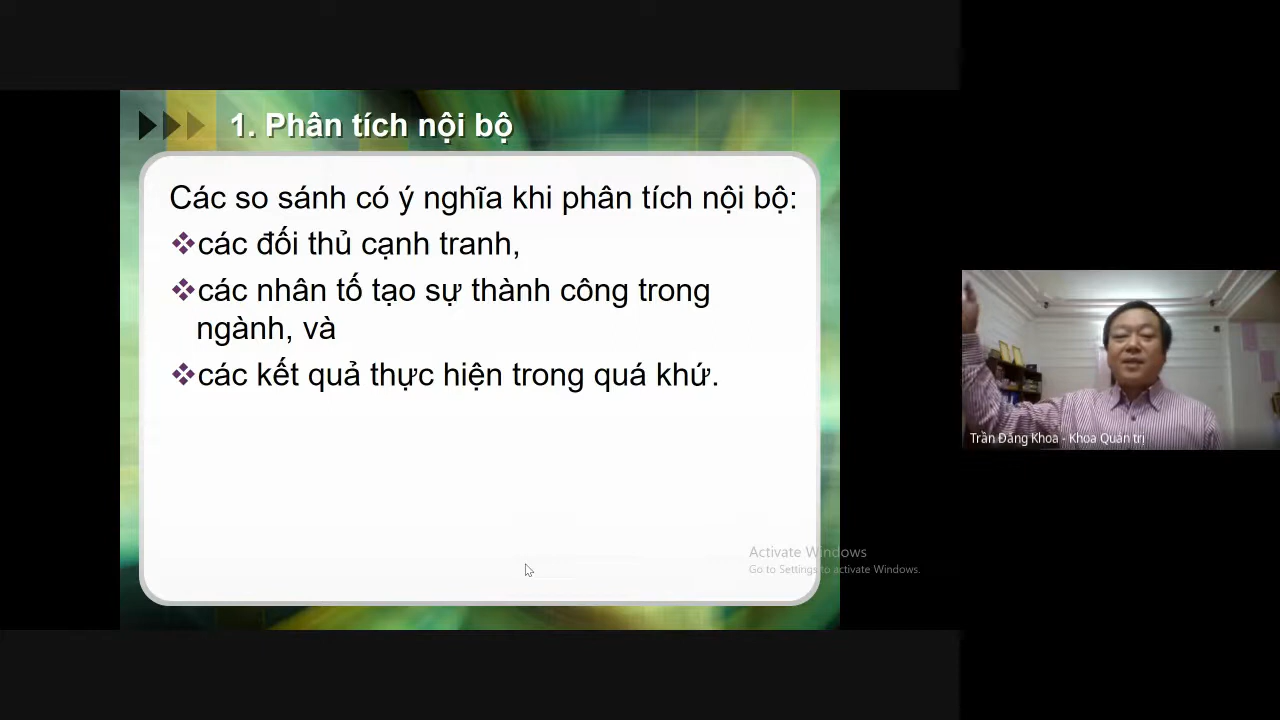 1. Phân tích nội bộ
Các so sánh có ý nghĩa khi phân tích nội bộ:
các đối thủ cạnh tranh,
các nhân tố tạo sự thành công trong
ngành, và
các kết quả thực hiện trong quá khứ.
Trần Đăng Khoa - Khoa Quản trị
Activate Windows
Go to Settings to activate Windows.